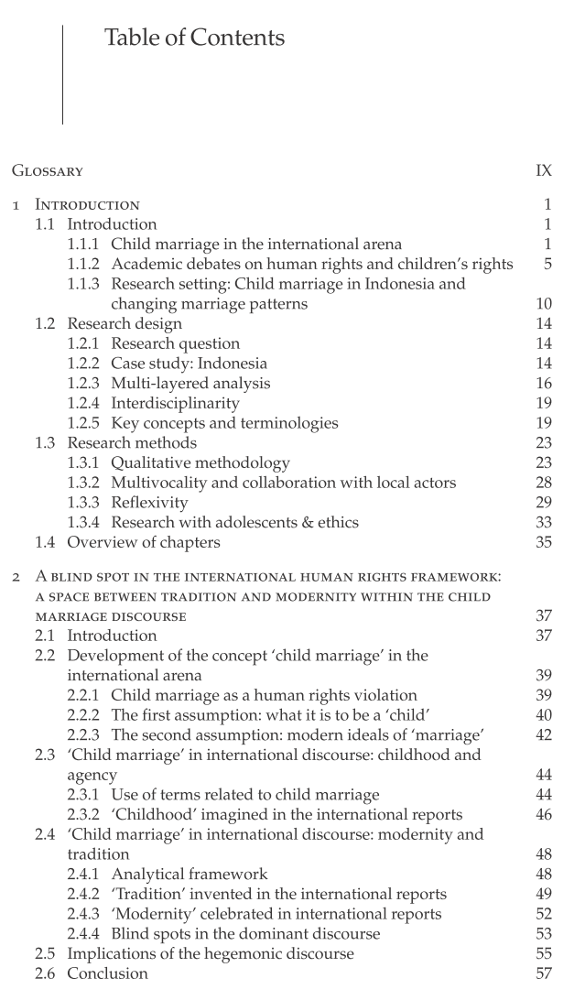 Table of Contents
Glossary IX
1 Introduction 1
1.1 Introduction 1
1.1.1 Child marriage in the international arena 1
1.1.2 Academic debates on human rights and children's rights 5
1.1.3 Research setting: Child marriage in Indonesia and
changing marriage patterns 10
1.2 Research design 14
1.2.1 Research question 14
1.2.2 Case study: Indonesia 14
1.2.3 Multi-layered analysis 16
1.2.4 Interdisciplinarity 19
1.2.5 Key concepts and terminologies 19
1.3 Research methods 23
1.3.1 Qualitative methodology 23
1.3.2 Multivocality and collaboration with local actors 28
1.3.3 Reflexivity 29
1.3.4 Research with adolescents & ethics 33
1.4 Overview of chapters 35
2 A blind spot in the international human rights framework:
a space between tradition and modernity within the child
marriage discourse 37
2.1 Introduction 37
2.2 Development of the concept 'child marriage' in the
international arena 39
2.2.1 Child marriage as a human rights violation 39
2.2.2 The first assumption: what it is to be a 'child' 40
2.2.3 The second assumption: modern ideals of 'marriage' 42
2.3 'Child marriage' in international discourse: childhood and
agency 44
2.3.1 Use of terms related to child marriage 44
2.3.2 'Childhood' imagined in the international reports 46
2.4 'Child marriage' in international discourse: modernity and
tradition 48
2.4.1 Analytical framework 48
2.4.2 'Tradition' invented in the international reports 49
2.4.3 'Modernity' celebrated in international reports 52
2.4.4 Blind spots in the dominant discourse 53
2.5 Implications of the hegemonic discourse 55
2.6 Conclusion 57